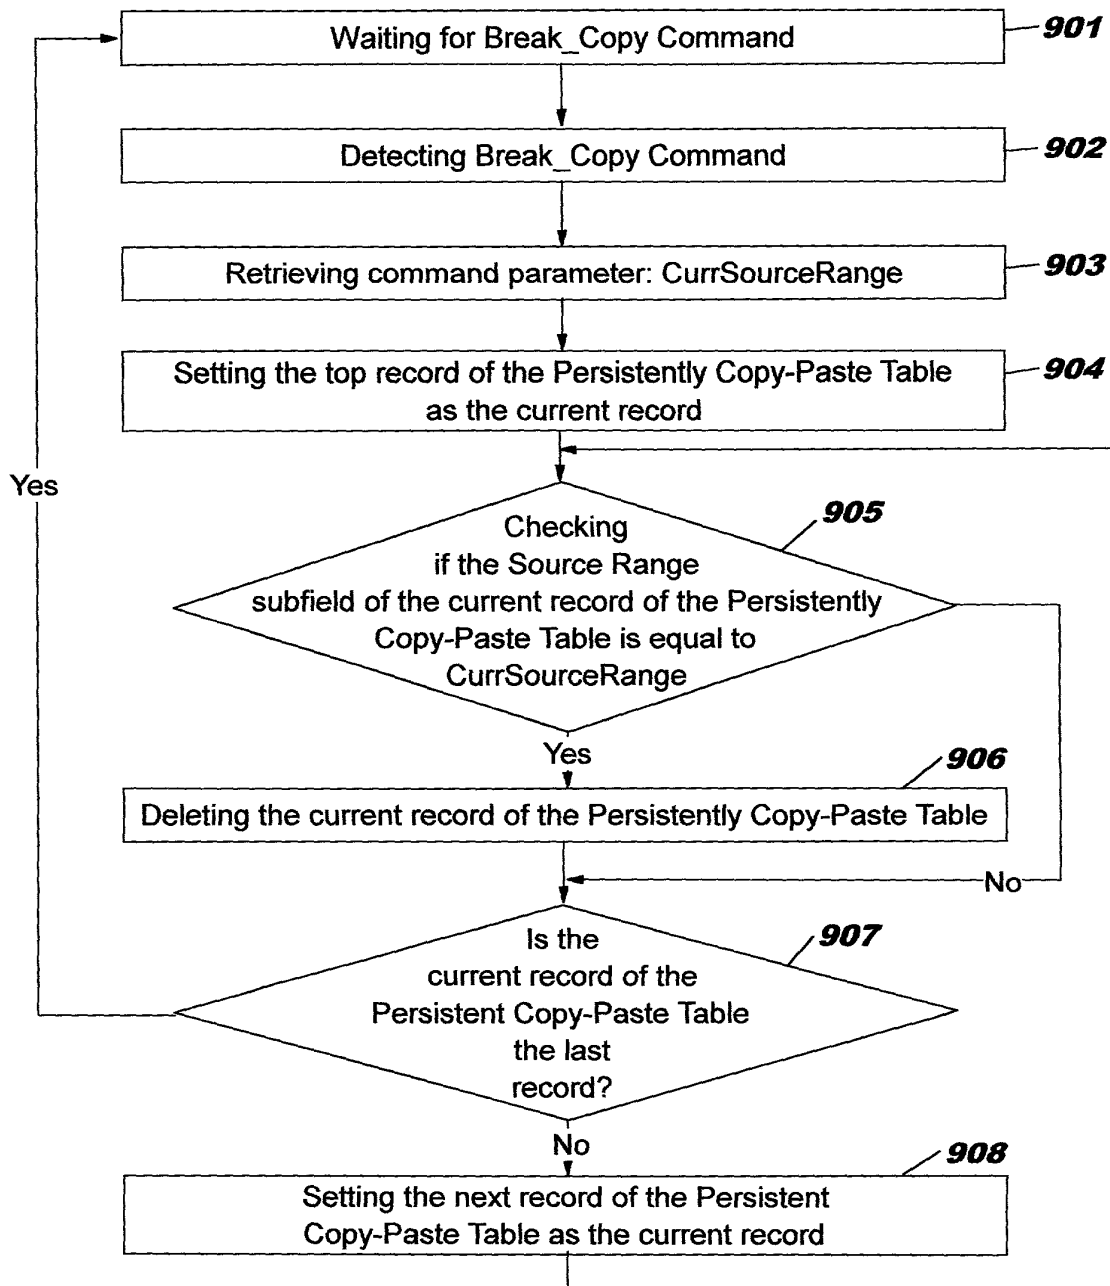 Waiting for Break_Copy Command
901
Detecting Break_Copy Command
902
Retrieving command parameter: CurrSourceRange
903
Setting the top record of the Persistently Copy-Paste Table
as the current record
904
Yes
905
Checking
if the Source Range
subfield of the current record of the Persistently
Copy-Paste Table is equal to
CurrSourceRange
Yes
906
Deleting the current record of the Persistently Copy-Paste Table
No
907
Is the
current record of the
Persistent Copy-Paste Table
the last
record?
No
908
Setting the next record of the Persistent
Copy-Paste Table as the current record